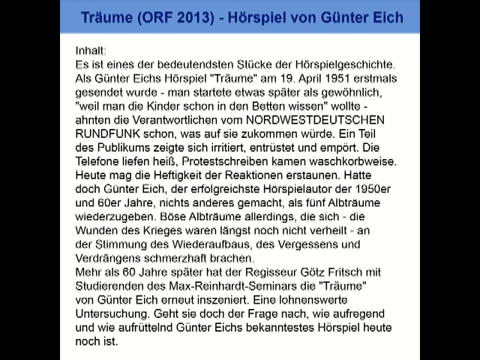 Träume (ORF 2013) - Hörspiel von Günter Eich
Inhalt:
Es ist eines der bedeutendsten Stücke der Hörspielgeschichte.
Als Günter Eichs Hörspiel "Träume" am 19. April 1951 erstmals
gesendet wurde - man startete etwas später als gewöhnlich,
"weil man die Kinder schon in den Betten wissen" wollte -
ahnten die Verantwortlichen vom NORDWESTDEUTSCHEN
RUNDFUNK schon, was auf sie zukommen würde. Ein Teil
des Publikums zeigte sich irritiert, entrüstet und empört. Die
Telefone liefen heiß, Protestschreiben kamen waschkorbweise.
Heute mag die Heftigkeit der Reaktionen erstaunen. Hatte
doch Günter Eich, der erfolgreichste Hörspielautor der 1950er
und 60er Jahre, nichts anderes gemacht, als fünf Albträume
wiederzugeben. Böse Albträume allerdings, die sich - die
Wunden des Krieges waren längst noch nicht verheilt - an
der Stimmung des Wiederaufbaus, des Vergessens und
Verdrängens schmerzhaft brachen.
Mehr als 60 Jahre später hat der Regisseur Götz Fritsch mit
Studierenden des Max-Reinhardt-Seminars die "Träume"
von Günter Eich erneut inszeniert. Eine lohnenswerte
Untersuchung. Geht sie doch der Frage nach, wie aufregend
und wie aufrüttelnd Günter Eichs bekanntestes Hörspiel heute
noch ist.